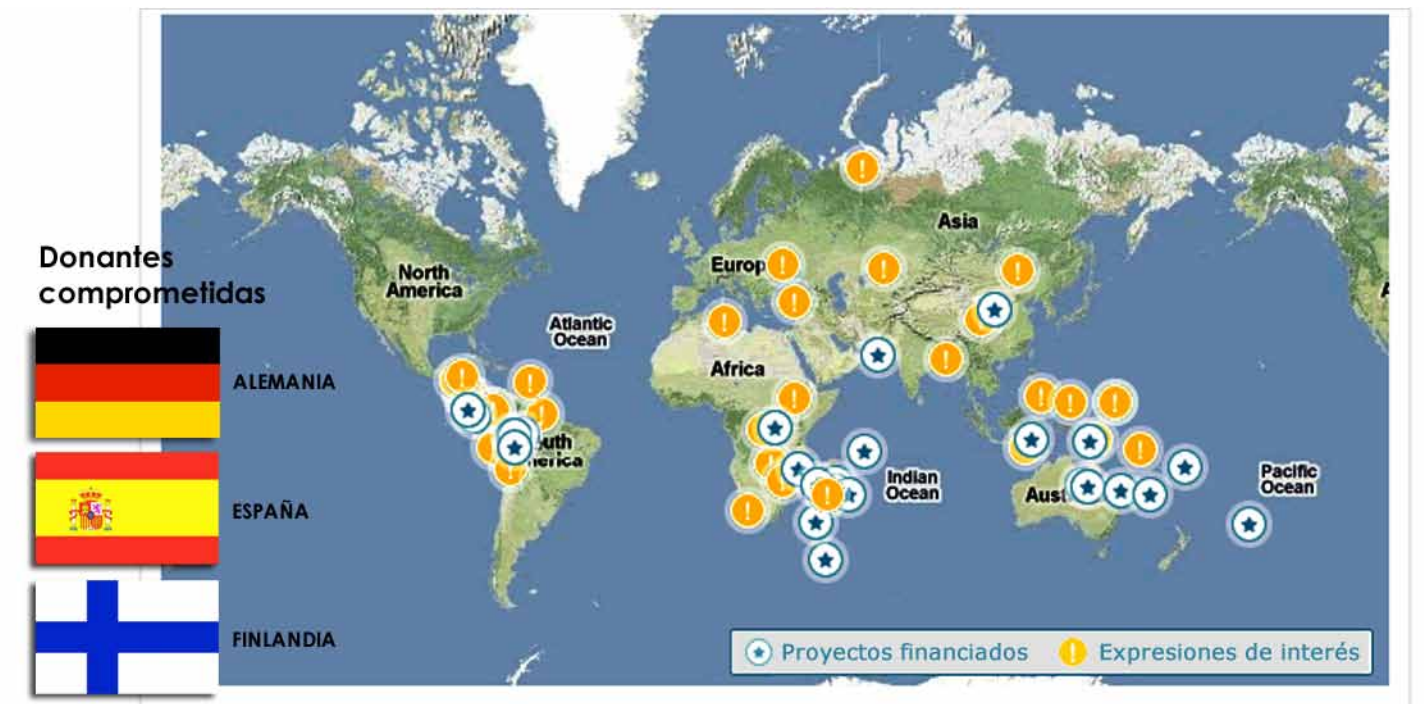 Donantes
comprometidas
ALEMANIA
ESPAÑA
FINLANDIA
North
America
Atlantic
Ocean
Europ
Asia
Africa
outh
erica
Indian
Ocean
Aust
Pacific
Ocean
A
Proyectos financiados
Expresiones de interés